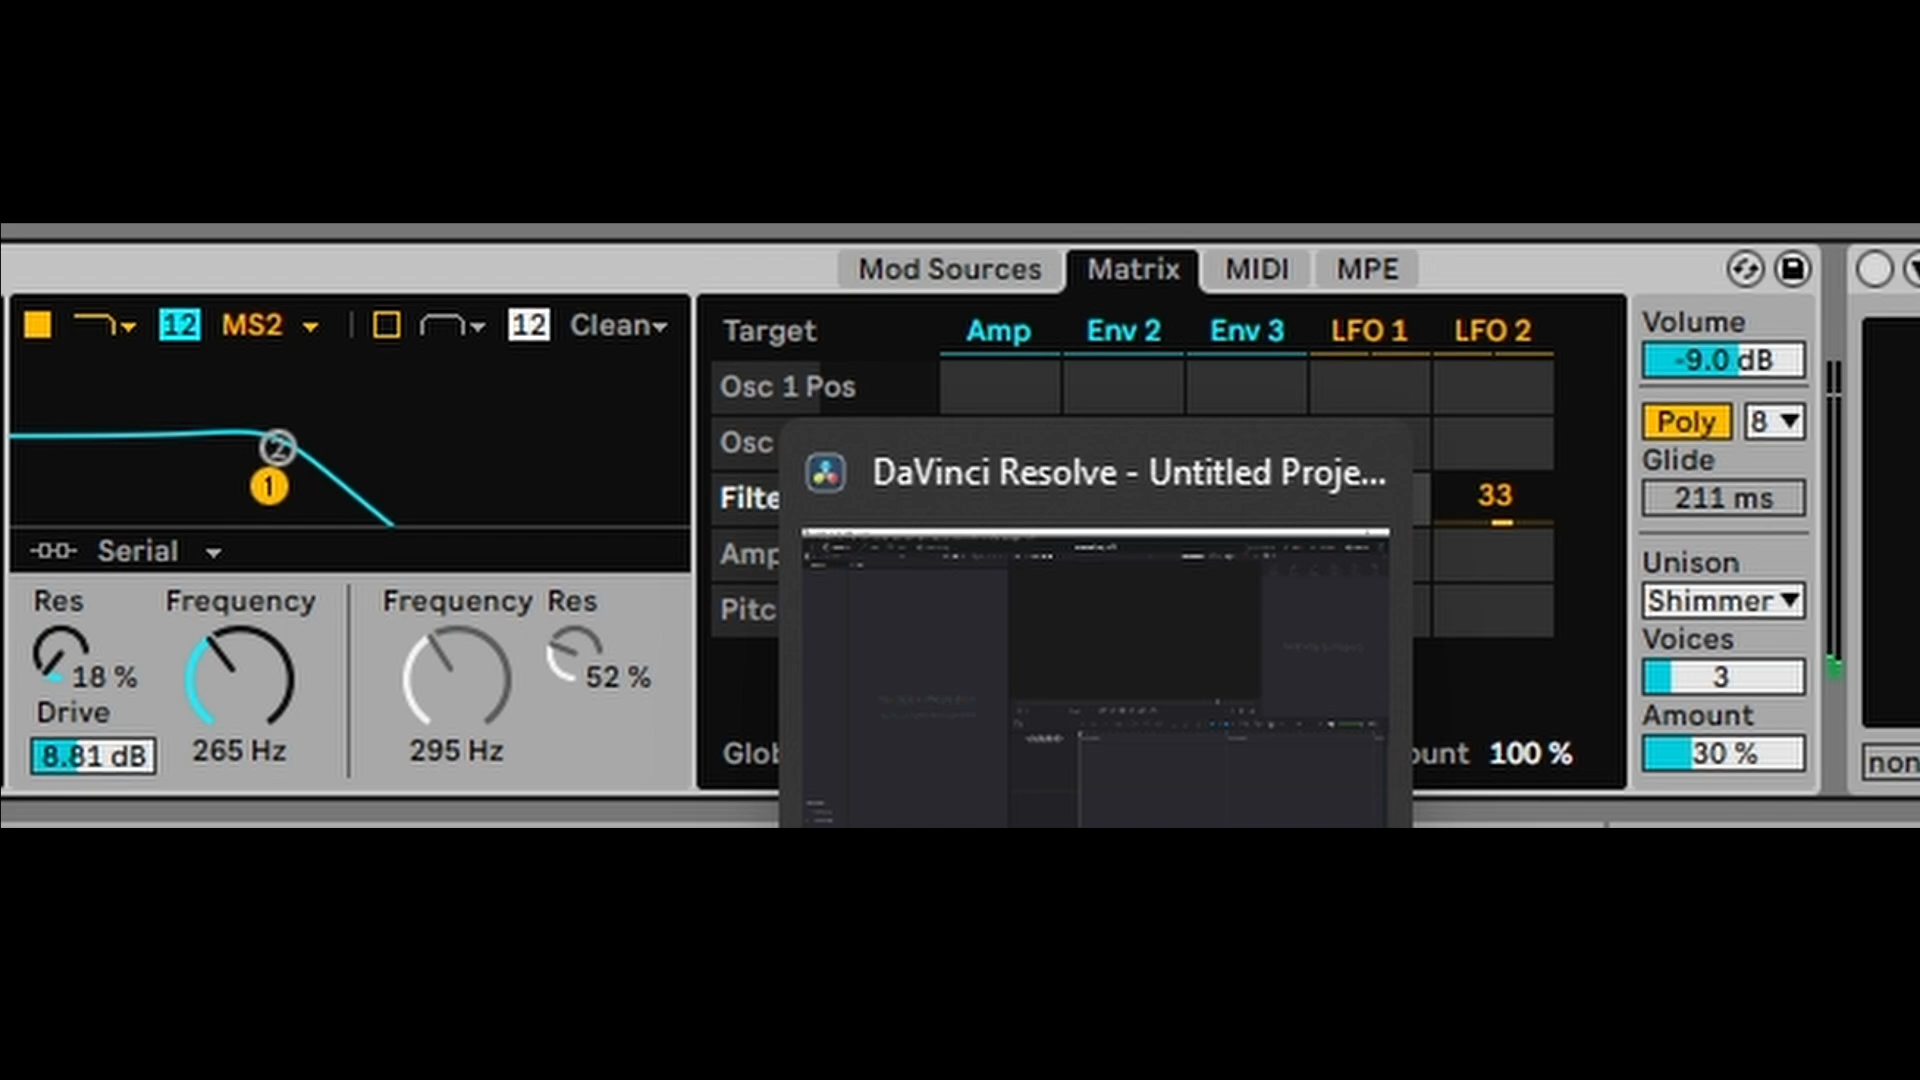 Mod Sources Matrix MIDI MPE
12 MS2 12 Clean
2
1
Serial
Res Frequency Frequency Res
18 % 52 %
Drive
8.81 dB 265 Hz 295 Hz
Target Amp Env 2 Env 3 LFO 1 LFO 2
Osc 1 Pos
Osc
Filte 33
Amp
Pitc
Glob ount 100 %
DaVinci Resolve - Untitled Proje...
Volume
-9.0 dB
Poly 8
Glide
211 ms
Unison
Shimmer
Voices
3
Amount
30 %
non